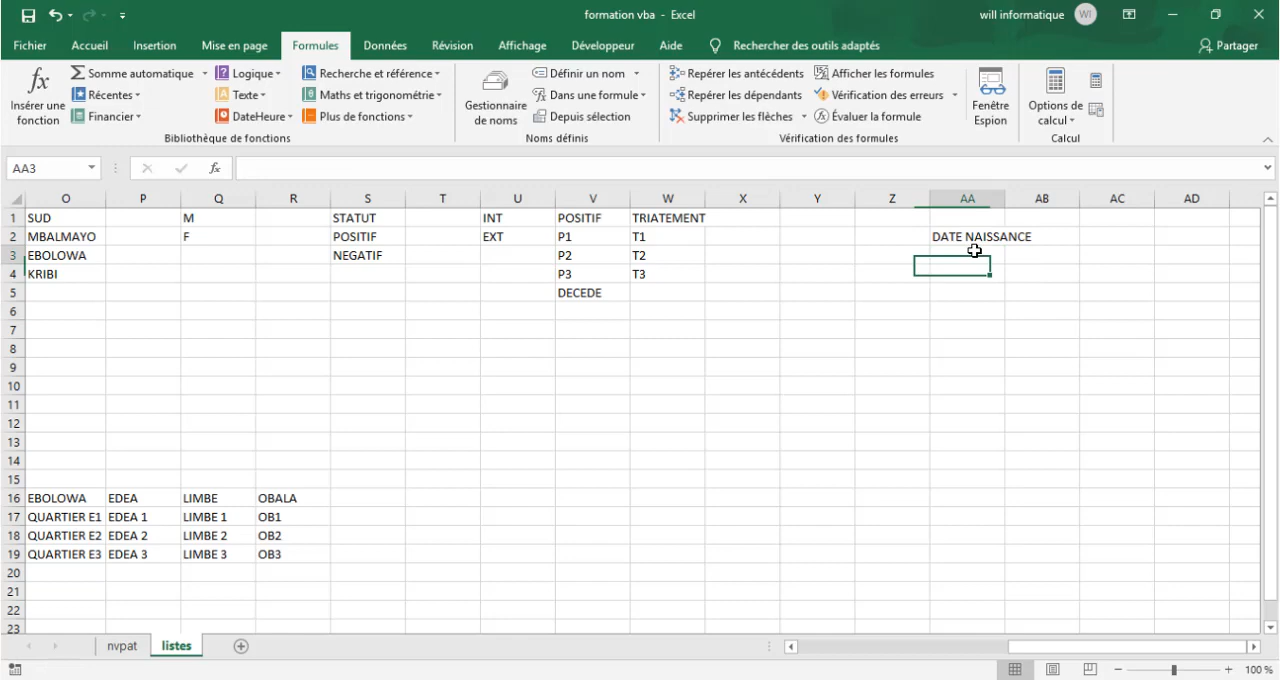 formation vba - Excel
will informatique WI
Fichier Accueil Insertion Mise en page Formules Données Révision Affichage Développeur Aide Rechercher des outils adaptés Partager
Insérer une fonction
Somme automatique
Récentes
Financier
Logique
Texte
DateHeure
Recherche et référence
Maths et trigonométrie
Plus de fonctions
Bibliothèque de fonctions
Gestionnaire de noms
Définir un nom
Dans une formule
Depuis sélection
Noms définis
Repérer les antécédents
Repérer les dépendants
Supprimer les flèches
Afficher les formules
Vérification des erreurs
Évaluer la formule
Vérification des formules
Fenêtre Espion
Options de calcul
Calcul
AA3 fx
O P Q R S T U V W X Y Z AA AB AC AD
1 SUD M STATUT INT POSITIF TRIATEMENT
2 MBALMAYO F POSITIF EXT P1 T1 DATE NAISSANCE
3 EBOLOWA NEGATIF P2 T2
4 KRIBI P3 T3
5 DECEDE
6
7
8
9
10
11
12
13
14
15
16 EBOLOWA EDEA LIMBE OBALA
17 QUARTIER E1 EDEA 1 LIMBE 1 OB1
18 QUARTIER E2 EDEA 2 LIMBE 2 OB2
19 QUARTIER E3 EDEA 3 LIMBE 3 OB3
20
21
22
23
nvpat listes
100 %